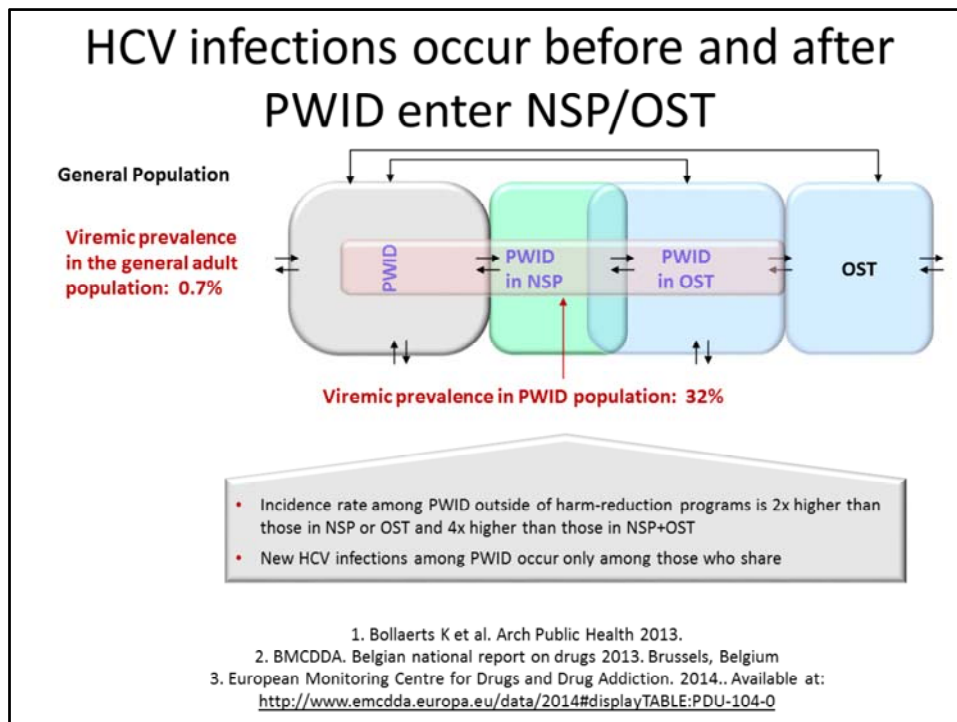 HCV infections occur before and after
PWID enter NSP/OST
General Population
Viremic prevalence
in the general adult
population: 0.7%
PWID
PWID
in NSP
PWID
in OST
OST
Viremic prevalence in PWID population: 32%
• Incidence rate among PWID outside of harm-reduction programs is 2x higher than
those in NSP or OST and 4x higher than those in NSP+OST
• New HCV infections among PWID occur only among those who share
1. Bollaerts K et al. Arch Public Health 2013.
2. BMCDDA. Belgian national report on drugs 2013. Brussels, Belgium
3. European Monitoring Centre for Drugs and Drug Addiction. 2014.. Available at:
http://www.emcdda.europa.eu/data/2014#displayTABLE:PDU-104-0